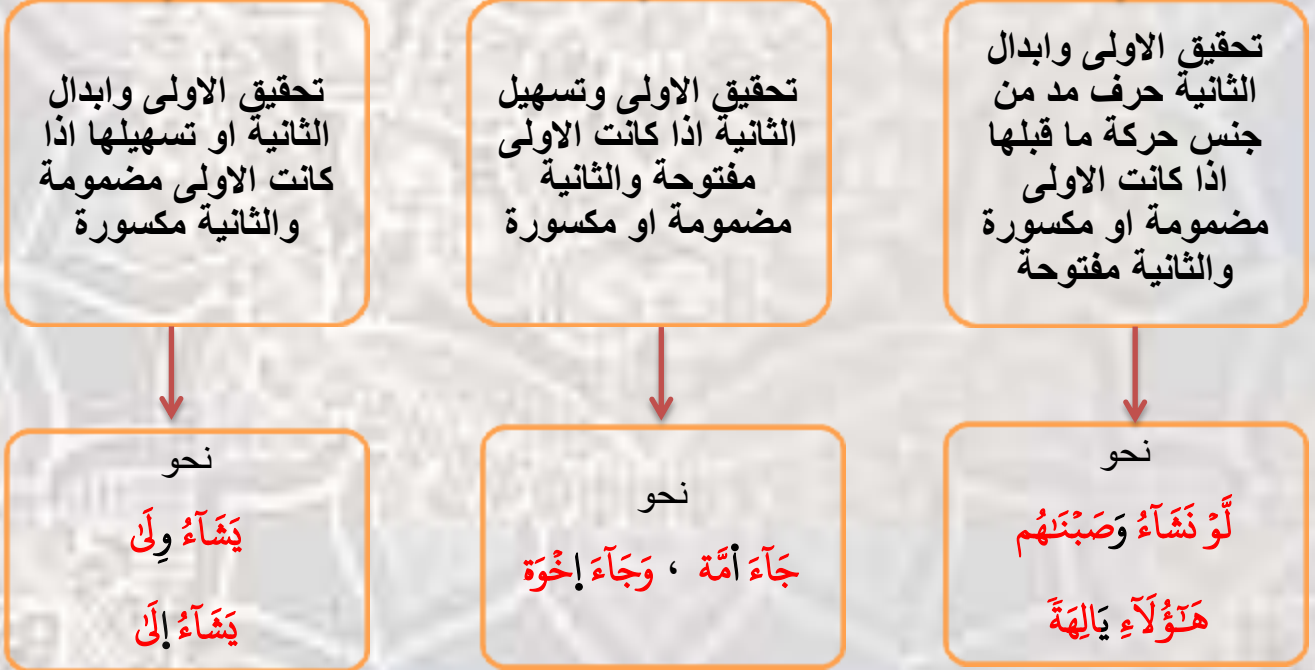 تحقيق الاولى وابدال
الثانية حرف مد من
جنس حركة ما قبلها
اذا كانت الاولى
مضمومة او مكسورة
والثانية مفتوحة
تحقيق الاولى وتسهيل
الثانية اذا كانت الاولى
مفتوحة والثانية
مضمومة او مكسورة
تحقيق الاولى وابدال
الثانية او تسهيلها اذا
كانت الاولى مضمومة
والثانية مكسورة
نحو
لَّوۡ نَشَآءُ وَصَبۡنَٰهُم
هَٰٓؤُلَآءِ يَالِهَةٗ
نحو
جَآءَ ا۟مَّة ، وَجَآءَ اِ۪خۡوَة
نحو
يَشَآءُ وِلَىٰ
يَشَآءُ اِ۪لَىٰ